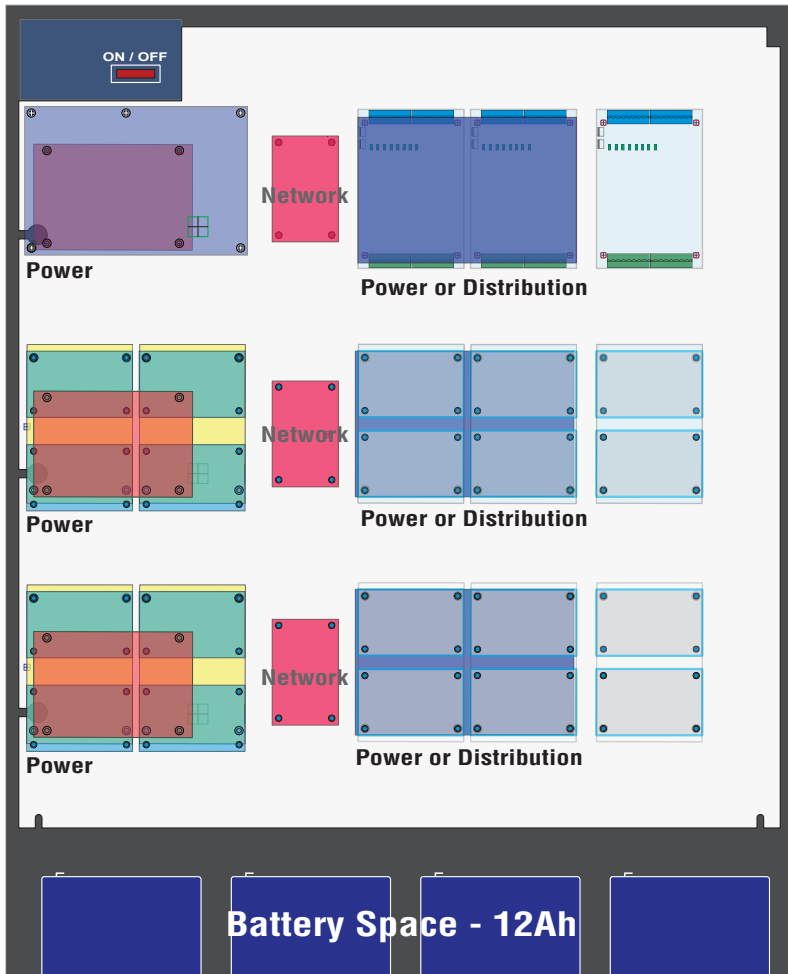 ON / OFF
Network
Power
Power or Distribution
Network
Power
Power or Distribution
Network
Power
Power or Distribution
Battery Space - 12Ah